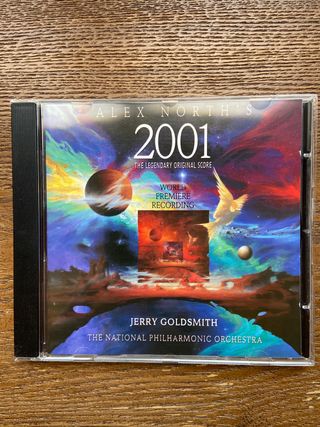 ALEX NORTH'S
2001
THE LEGENDARY ORIGINAL SCORE
WORLD
PREMIERE
RECORDING
JERRY GOLDSMITH
THE NATIONAL PHILHARMONIC ORCHESTRA